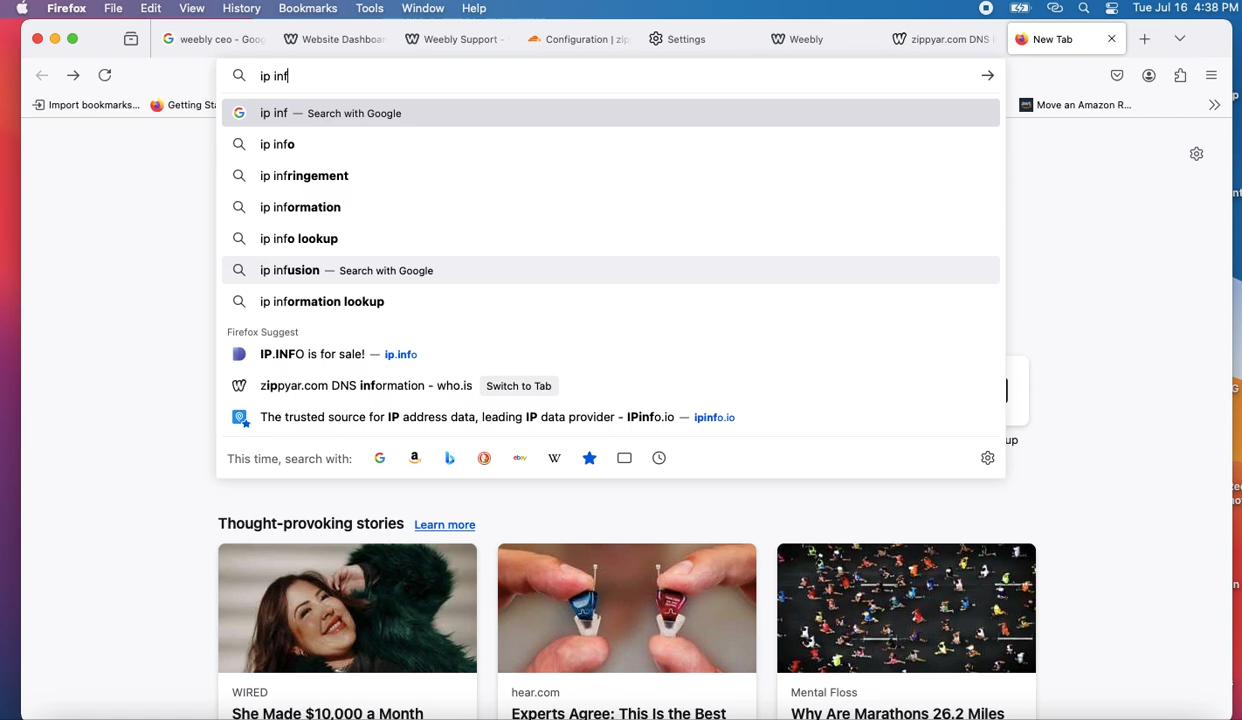 Firefox File Edit View History Bookmarks Tools Window Help Tue Jul 16 4:38 PM
weebly ceo - Goog Website Dashboar Weebly Support - Configuration | zip Settings Weebly zippyar.com DNS New Tab
ip inf
Import bookmarks... Getting Sta Move an Amazon R...
ip inf — Search with Google
ip info
ip infringement
ip information
ip info lookup
ip infusion — Search with Google
ip information lookup
Firefox Suggest
IP.INFO is for sale! — ip.info
zippyar.com DNS information - who.is Switch to Tab
The trusted source for IP address data, leading IP data provider - IPinfo.io — ipinfo.io
up
This time, search with:
Thought-provoking stories Learn more
WIRED hear.com Mental Floss
She Made $10,000 a Month Experts Agree: This Is the Best Why Are Marathons 26.2 Miles